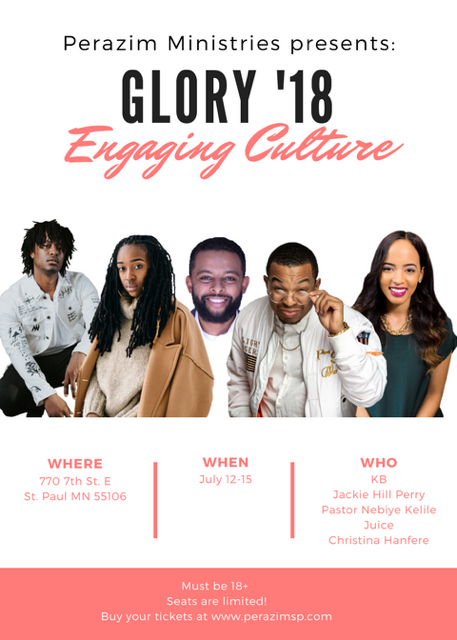 Perazim Ministries presents:
GLORY '18
Engaging Culture
WHERE
770 7th St. E
St. Paul MN 55106
WHEN
July 12-15
WHO
KB
Jackie Hill Perry
Pastor Nebiye Kelile
Juice
Christina Hanfere
Must be 18+
Seats are limited!
Buy your tickets at www.perazimsp.com